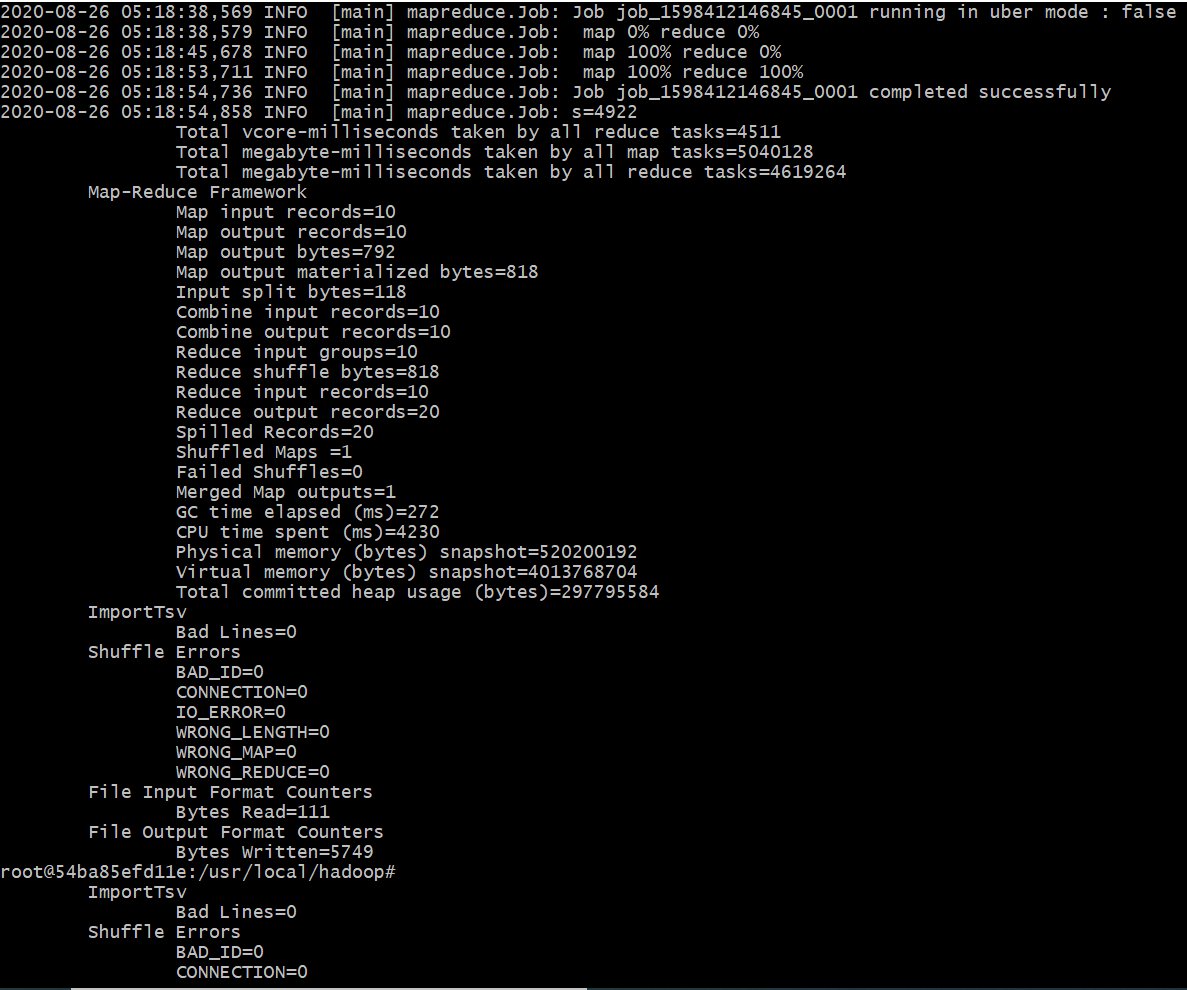 2020-08-26 05:18:38,569 INFO  [main] mapreduce.Job: Job job_1598412146845_0001 running in uber mode : false
2020-08-26 05:18:38,579 INFO  [main] mapreduce.Job:  map 0% reduce 0%
2020-08-26 05:18:45,678 INFO  [main] mapreduce.Job:  map 100% reduce 0%
2020-08-26 05:18:53,711 INFO  [main] mapreduce.Job:  map 100% reduce 100%
2020-08-26 05:18:54,736 INFO  [main] mapreduce.Job: Job job_1598412146845_0001 completed successfully
2020-08-26 05:18:54,858 INFO  [main] mapreduce.Job: s=4922
Total vcore-milliseconds taken by all reduce tasks=4511
Total megabyte-milliseconds taken by all map tasks=5040128
Total megabyte-milliseconds taken by all reduce tasks=4619264
Map-Reduce Framework
Map input records=10
Map output records=10
Map output bytes=792
Map output materialized bytes=818
Input split bytes=118
Combine input records=10
Combine output records=10
Reduce input groups=10
Reduce shuffle bytes=818
Reduce input records=10
Reduce output records=20
Spilled Records=20
Shuffled Maps =1
Failed Shuffles=0
Merged Map outputs=1
GC time elapsed (ms)=272
CPU time spent (ms)=4230
Physical memory (bytes) snapshot=520200192
Virtual memory (bytes) snapshot=4013768704
Total committed heap usage (bytes)=297795584
ImportTsv
Bad Lines=0
Shuffle Errors
BAD_ID=0
CONNECTION=0
IO_ERROR=0
WRONG_LENGTH=0
WRONG_MAP=0
WRONG_REDUCE=0
File Input Format Counters
Bytes Read=111
File Output Format Counters
Bytes Written=5749
root@54ba85efd11e:/usr/local/hadoop#
ImportTsv
Bad Lines=0
Shuffle Errors
BAD_ID=0
CONNECTION=0